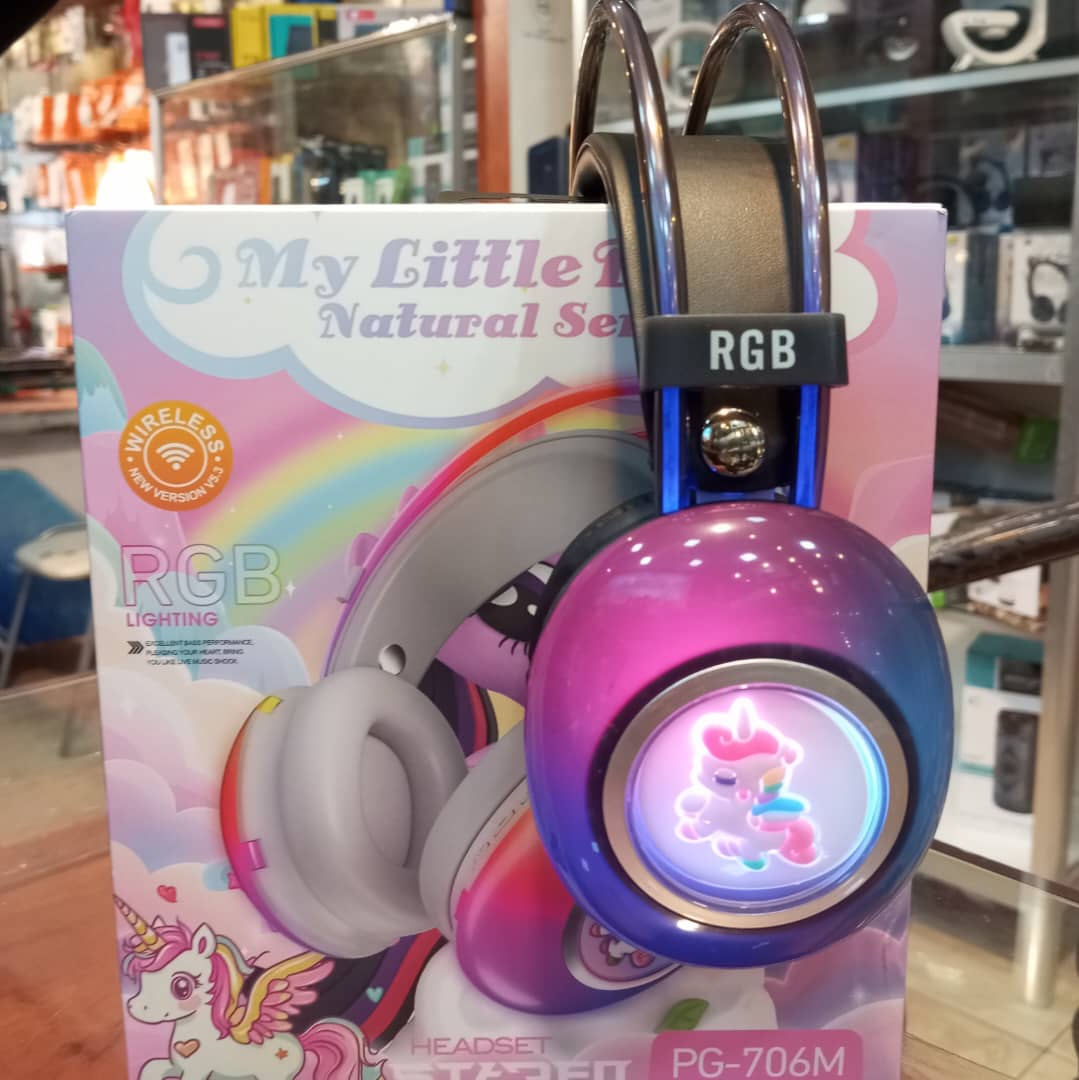 My Little
Natural
RGB
WIRELESS
NEW VERSION V5.3
RGB
LIGHTING
EXCELLENT BASS PERFORMANCE,
PLEASING YOUR HEART, BRING
YOU LIKE LIVE MUSIC SHOCK.
HEADSET
STEREO
PG-706M